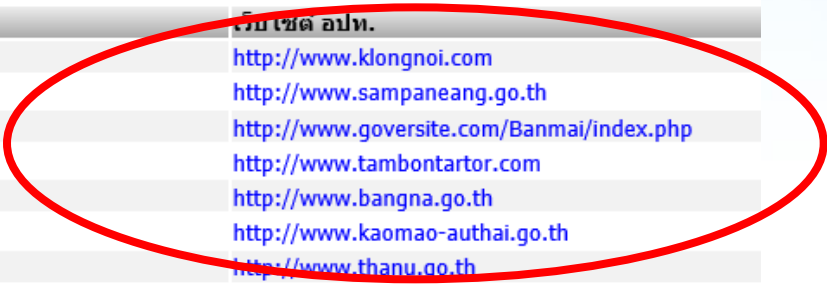 เว็บไซต์ อปท.
http://www.klongnoi.com
http://www.sampaneang.go.th
http://www.goversite.com/Banmai/index.php
http://www.tambontartor.com
http://www.bangna.go.th
http://www.kaomao-authai.go.th
http://www.thanu.go.th